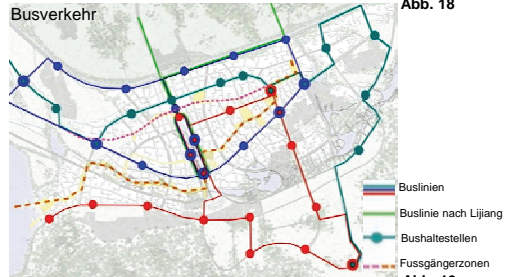 Abb. 18
Busverkehr
Buslinien
Buslinie nach Lijiang
Bushaltestellen
Fussgängerzonen